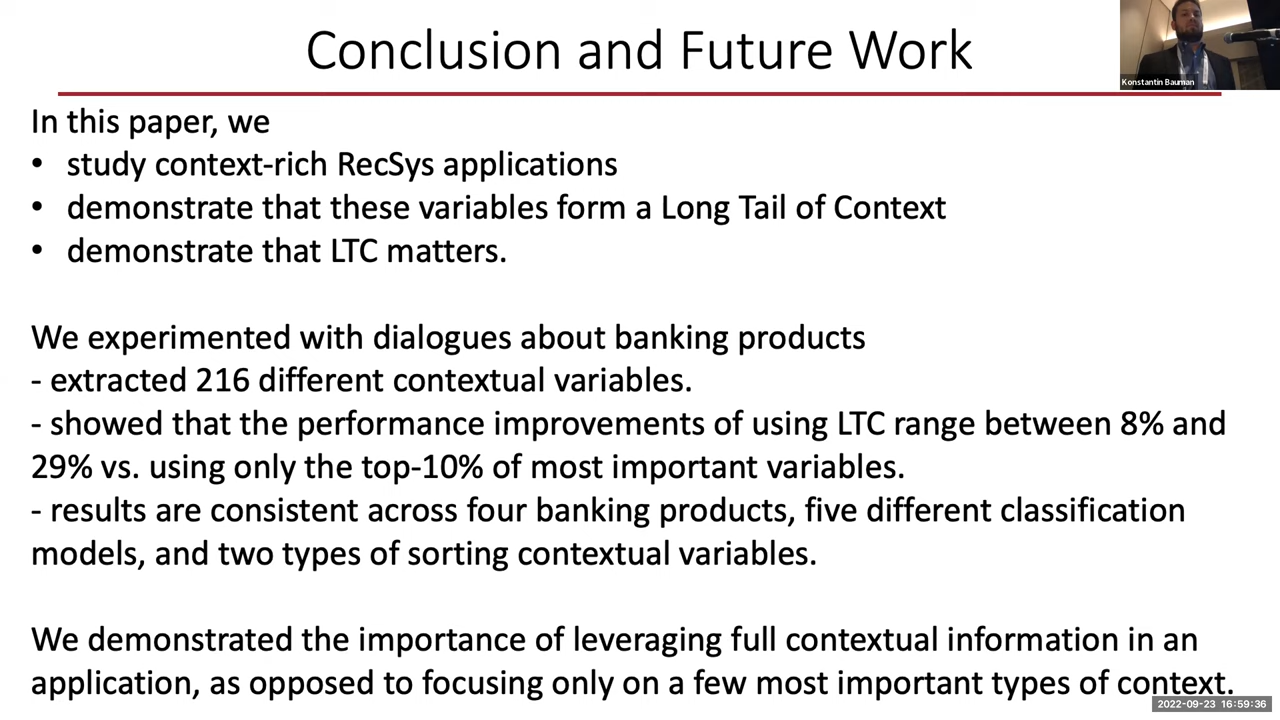 Conclusion and Future Work
Konstantin Bauman
In this paper, we
• study context-rich RecSys applications
• demonstrate that these variables form a Long Tail of Context
• demonstrate that LTC matters.
We experimented with dialogues about banking products
- extracted 216 different contextual variables.
- showed that the performance improvements of using LTC range between 8% and
29% vs. using only the top-10% of most important variables.
- results are consistent across four banking products, five different classification
models, and two types of sorting contextual variables.
We demonstrated the importance of leveraging full contextual information in an
application, as opposed to focusing only on a few most important types of context.
2022-09-23 16:59:36